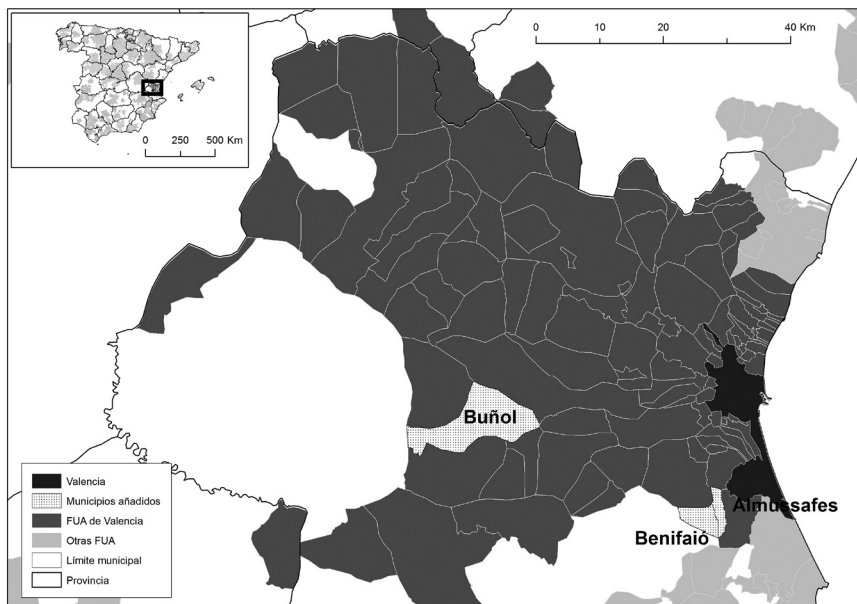 0 10 20 40 Km
0 250 500 Km
Buñol
Almussafes
Benifaió
Valencia
Municipios añadidos
FUA de Valencia
Otras FUA
Límite municipal
Provincia